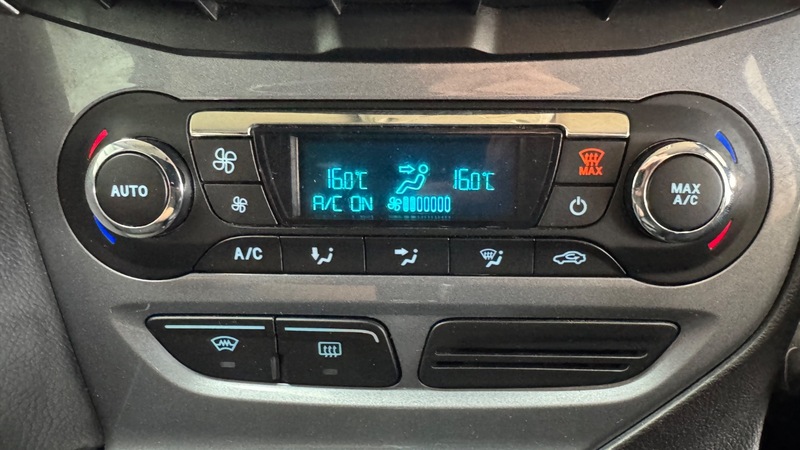 AUTO
16.0°C
16.0°C
A/C ON
MAX
MAX
A/C
A/C